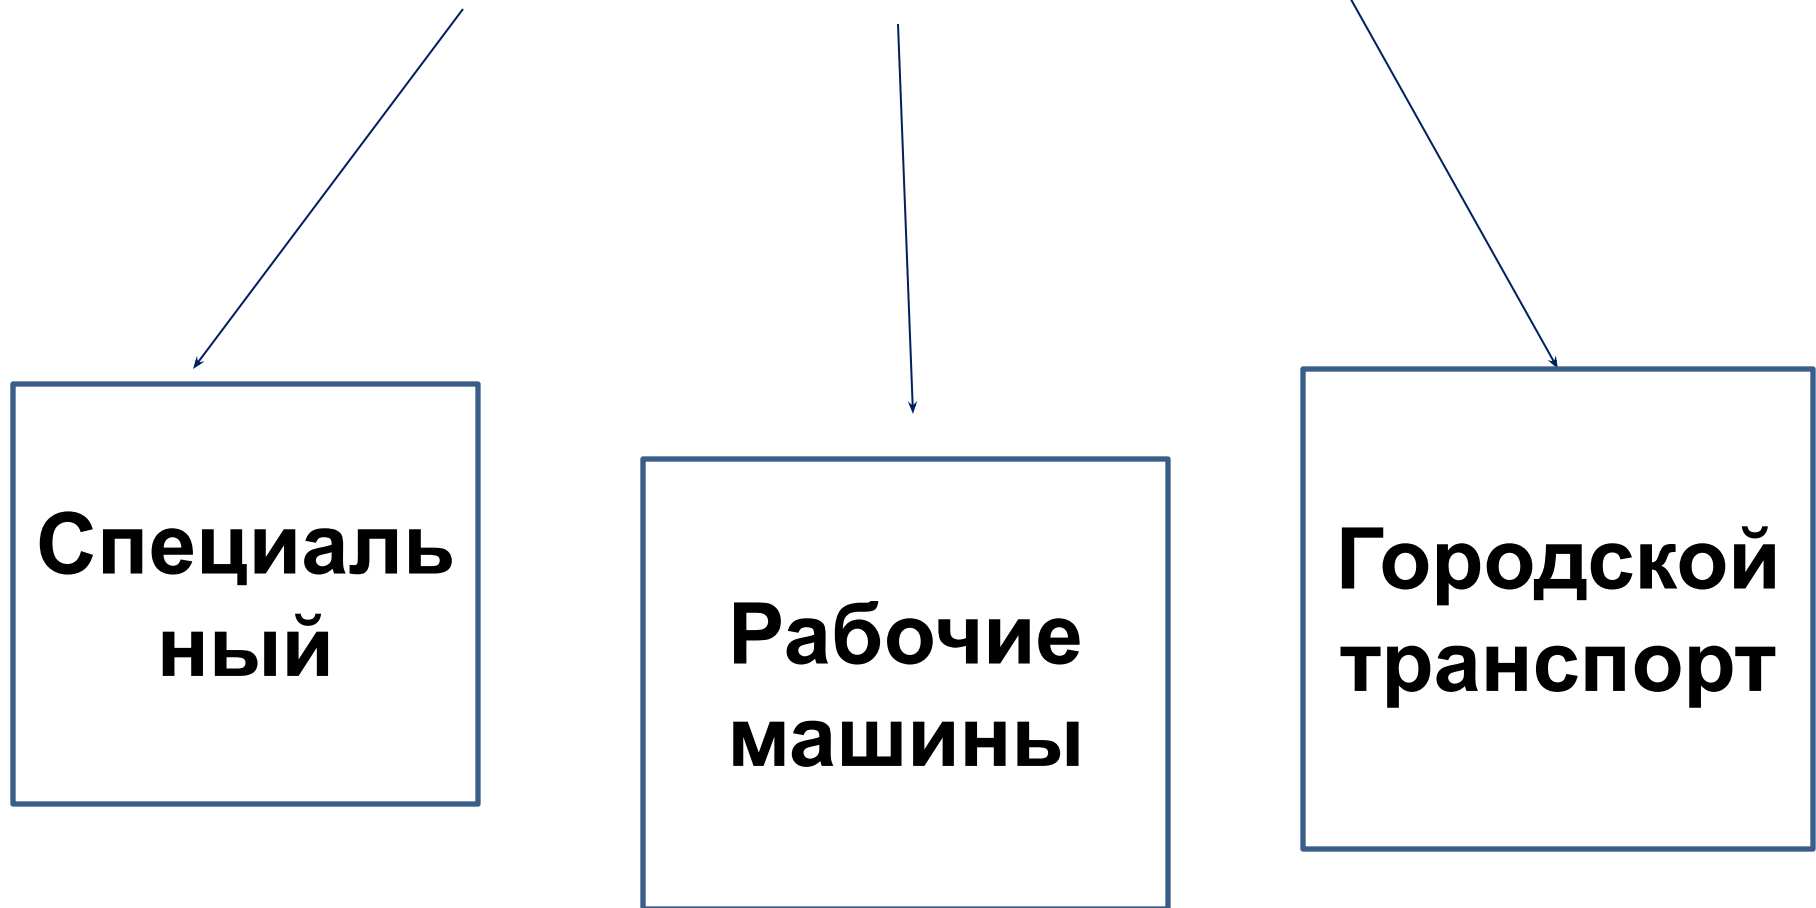 Специаль
ный
Рабочие
машины
Городской
транспорт